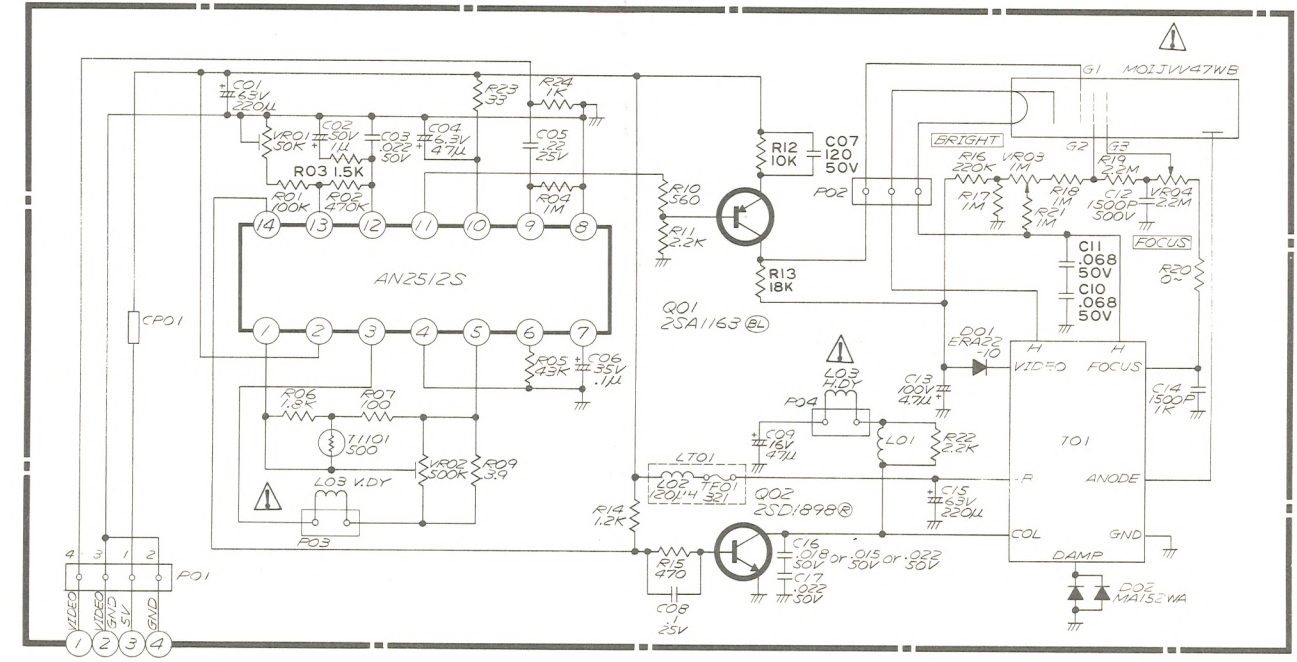 G1
MO1JVV47WB
C01
6.3V
220µ
R23
33
R24
1K
VR01
50K
C02
50V
1µ
C03
.022
50V
C04
6.3V
47µ
C05
.22
25V
R12
10K
C07
120
50V
BRIGHT
G2
G3
R16
220K
VR03
1M
R19
2.2M
R03 1.5K
R01
100K
R02
470K
R04
1M
R10
560
P02
R17
1M
R18
1M
R21
1M
C12
1500P
500V
VR04
2.2M
14
13
12
11
10
9
8
R11
2.2K
C11
.068
50V
FOCUS
AN2512S
R13
18K
R20
0~
C10
.068
50V
CP01
Q01
2SA1163 BL
1
2
3
4
5
6
7
D01
ERA22
-10
H
H
R05
43K
C06
35V
.1µ
L03
H.DY
VIDEO
FOCUS
C13
100V
4.7µ
C14
1500P
1K
R06
1.8K
R07
100
P04
T1101
500
C09
16V
47µ
L01
R22
2.2K
T01
VR02
500K
R09
3.9
LT01
L03 V.DY
L02
120µH
TF01
321
ANODE
Q02
2SD1898 R
C15
6.3V
220µ
R14
1.2K
P03
COL
GND
C16
.018 or .015 or .022
50V 50V 50V
4
3
1
2
R15
470
DAMP
P01
C17
.022
50V
D02
MA152WA
C08
.1
25V
VIDEO
VIDEO
GND
5V
GND
1
2
3
4